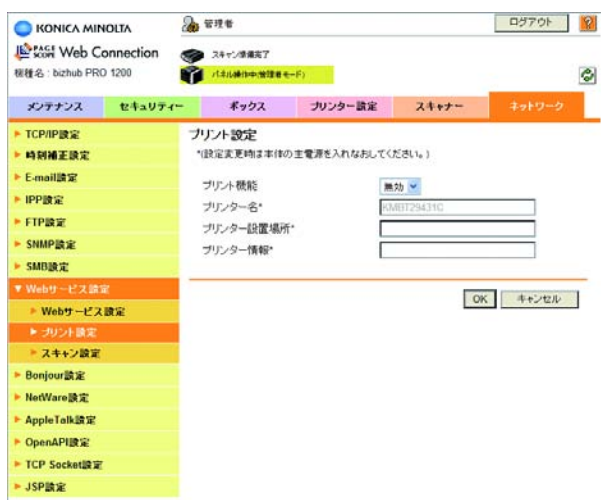 KONICA MINOLTA
管理者
ログアウト
?
PAGE SCOPE Web Connection
スキャン準備完了
機種名 : bizhub PRO 1200
パネル操作中(管理者モード)
メンテナンス
セキュリティー
ボックス
プリンター設定
スキャナー
ネットワーク
TCP/IP設定
時刻補正設定
E-mail設定
IPP設定
FTP設定
SNMP設定
SMB設定
Webサービス設定
Webサービス設定
プリント設定
スキャン設定
Bonjour設定
NetWare設定
AppleTalk設定
OpenAPI設定
TCP Socket設定
JSP設定
プリント設定
*(設定変更時は本体の主電源を入れなおしてください。)
プリント機能
無効
プリンター名*
KMBT29431C
プリンター設置場所*
プリンター情報*
OK
キャンセル